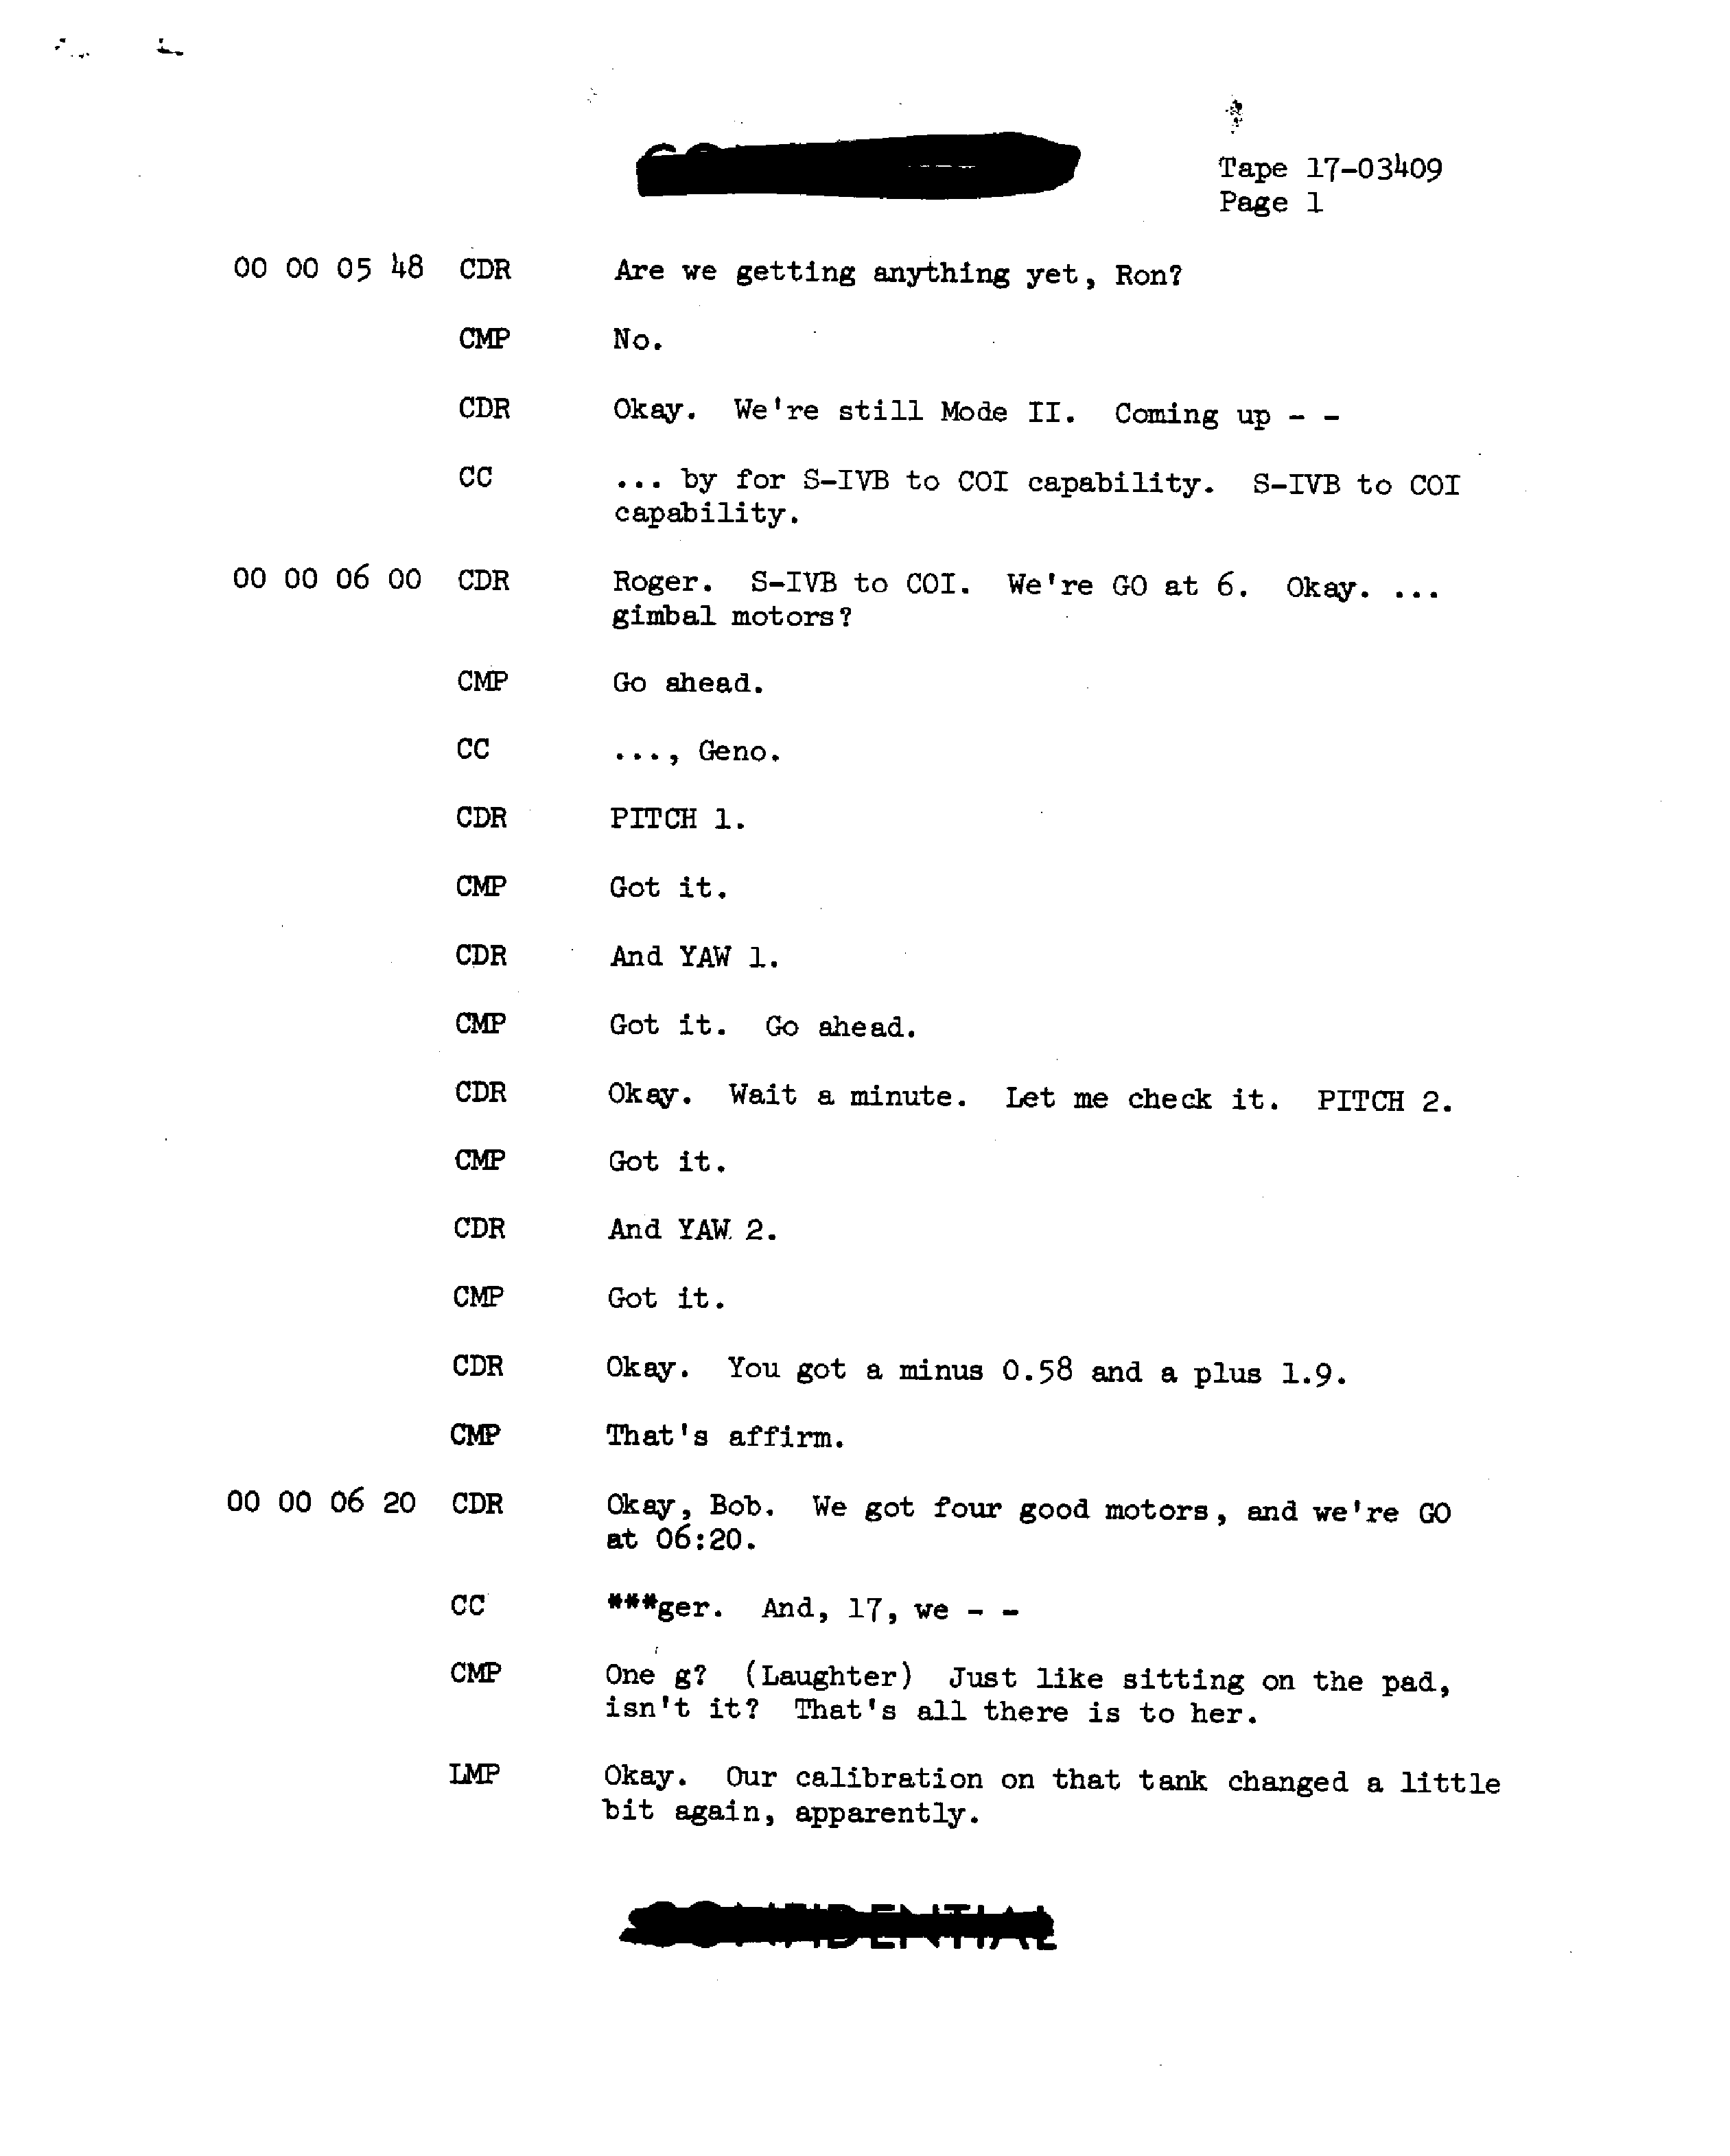 Tape 17-03409
Page 1
00 00 05 48 CDR Are we getting anything yet, Ron?
CMP No.
CDR Okay. We're still Mode II. Coming up - -
CC ... by for S-IVB to COI capability. S-IVB to COI
capability.
00 00 06 00 CDR Roger. S-IVB to COI. We're GO at 6. Okay. ...
gimbal motors?
CMP Go ahead.
CC ..., Geno.
CDR PITCH 1.
CMP Got it.
CDR And YAW 1.
CMP Got it. Go ahead.
CDR Okay. Wait a minute. Let me check it. PITCH 2.
CMP Got it.
CDR And YAW 2.
CMP Got it.
CDR Okay. You got a minus 0.58 and a plus 1.9.
CMP That's affirm.
00 00 06 20 CDR Okay, Bob. We got four good motors, and we're GO
at 06:20.
CC ***ger. And, 17, we - -
CMP One g? (Laughter) Just like sitting on the pad,
isn't it? That's all there is to her.
LMP Okay. Our calibration on that tank changed a little
bit again, apparently.
CONFIDENTIAL